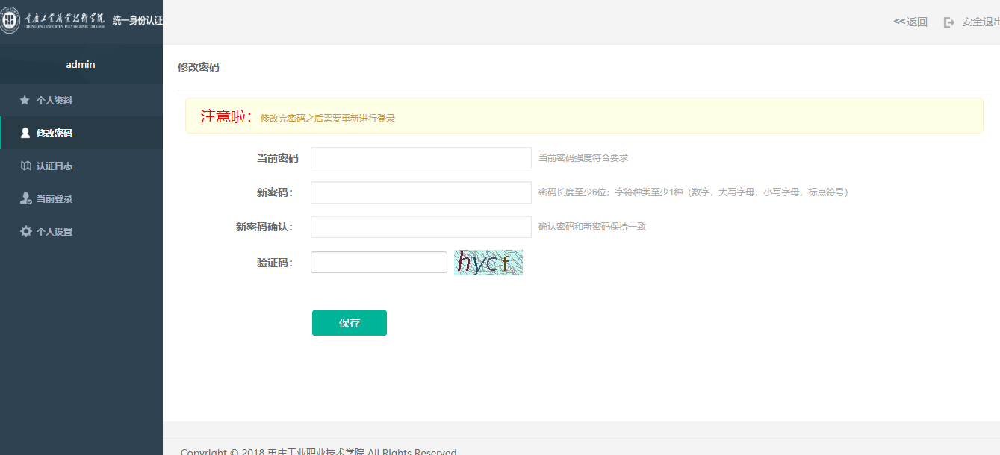 重庆工业职业技术学院 统一身份认证
CHONGQING INDUSTRY POLYTECHNIC COLLEGE
<<返回 安全退出
admin
修改密码
个人资料
注意啦： 修改完密码之后需要重新进行登录
修改密码
当前密码 当前密码强度符合要求
认证日志
新密码： 密码长度至少6位；字符种类至少1种（数字，大写字母，小写字母，标点符号）
当前登录
新密码确认： 确认密码和新密码保持一致
个人设置
验证码： hycf
保存
Copyright © 2018 重庆工业职业技术学院 All Rights Reserved